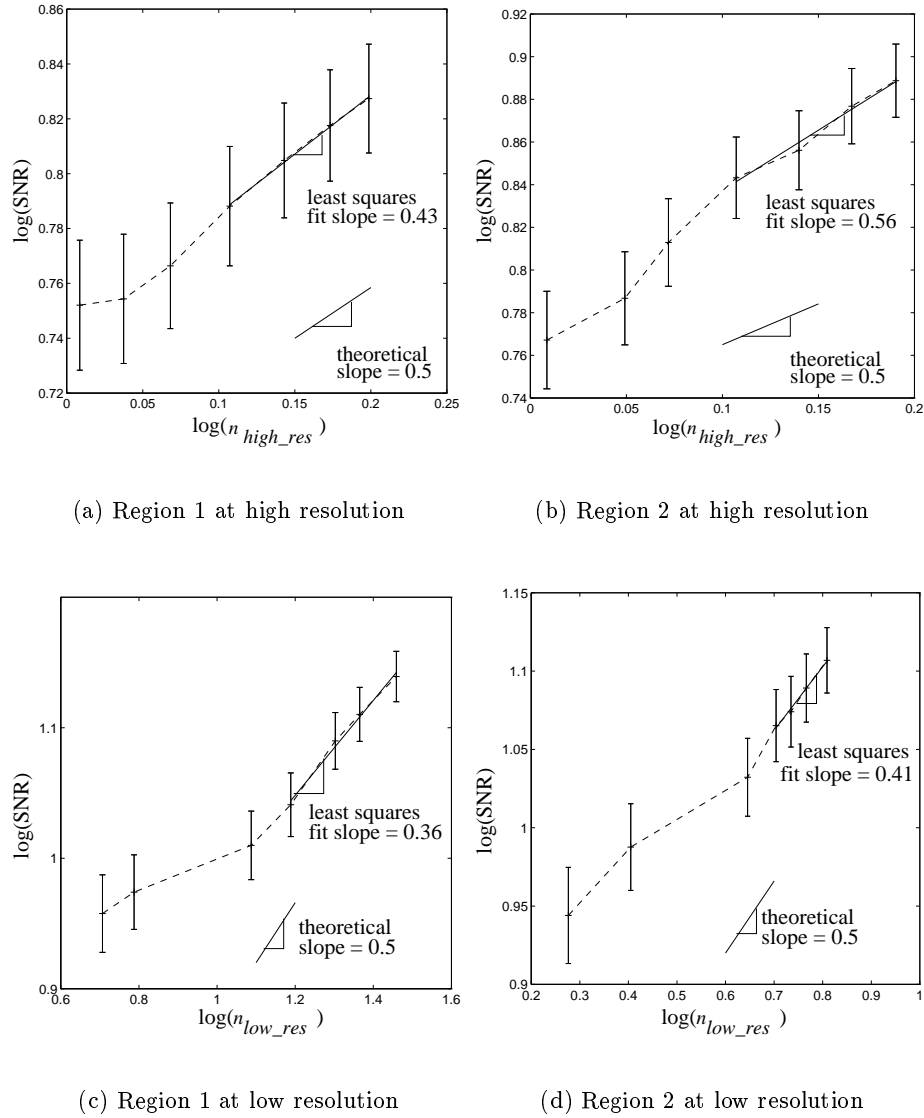 0.86
0.84
0.82
0.8
0.78
0.76
0.74
0.72
0
0.05
0.1
0.15
0.2
0.25
log(SNR)
log(n high_res )
least squares
fit slope = 0.43
theoretical
slope = 0.5
(a) Region 1 at high resolution
0.92
0.9
0.88
0.86
0.84
0.82
0.8
0.78
0.76
0.74
0
0.05
0.1
0.15
0.2
log(SNR)
log(n high_res )
least squares
fit slope = 0.56
theoretical
slope = 0.5
(b) Region 2 at high resolution
1.1
1
0.9
0.6
0.8
1.0
1.2
1.4
1.6
log(SNR)
log(n low_res )
least squares
fit slope = 0.36
theoretical
slope = 0.5
(c) Region 1 at low resolution
1.15
1.1
1.05
1
0.95
0.9
0.2
0.3
0.4
0.5
0.6
0.7
0.8
0.9
1
log(SNR)
log(n low_res )
least squares
fit slope = 0.41
theoretical
slope = 0.5
(d) Region 2 at low resolution